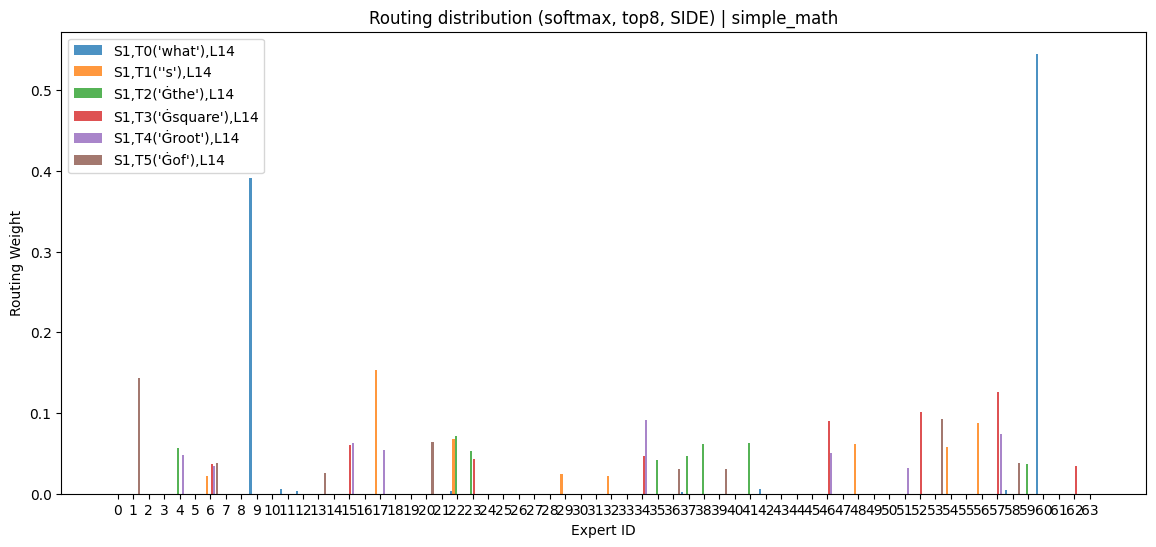 Routing distribution (softmax, top8, SIDE) | simple_math
S1,T0('what'),L14
S1,T1(''s'),L14
S1,T2('Ġthe'),L14
S1,T3('Ġsquare'),L14
S1,T4('Ġroot'),L14
S1,T5('Ġof'),L14
Routing Weight
0.5
0.4
0.3
0.2
0.1
0.0
0 1 2 3 4 5 6 7 8 9 10 11 12 13 14 15 16 17 18 19 20 21 22 23 24 25 26 27 28 29 30 31 32 33 34 35 36 37 38 39 40 41 42 43 44 45 46 47 48 49 50 51 52 53 54 55 56 57 58 59 60 61 62 63
Expert ID